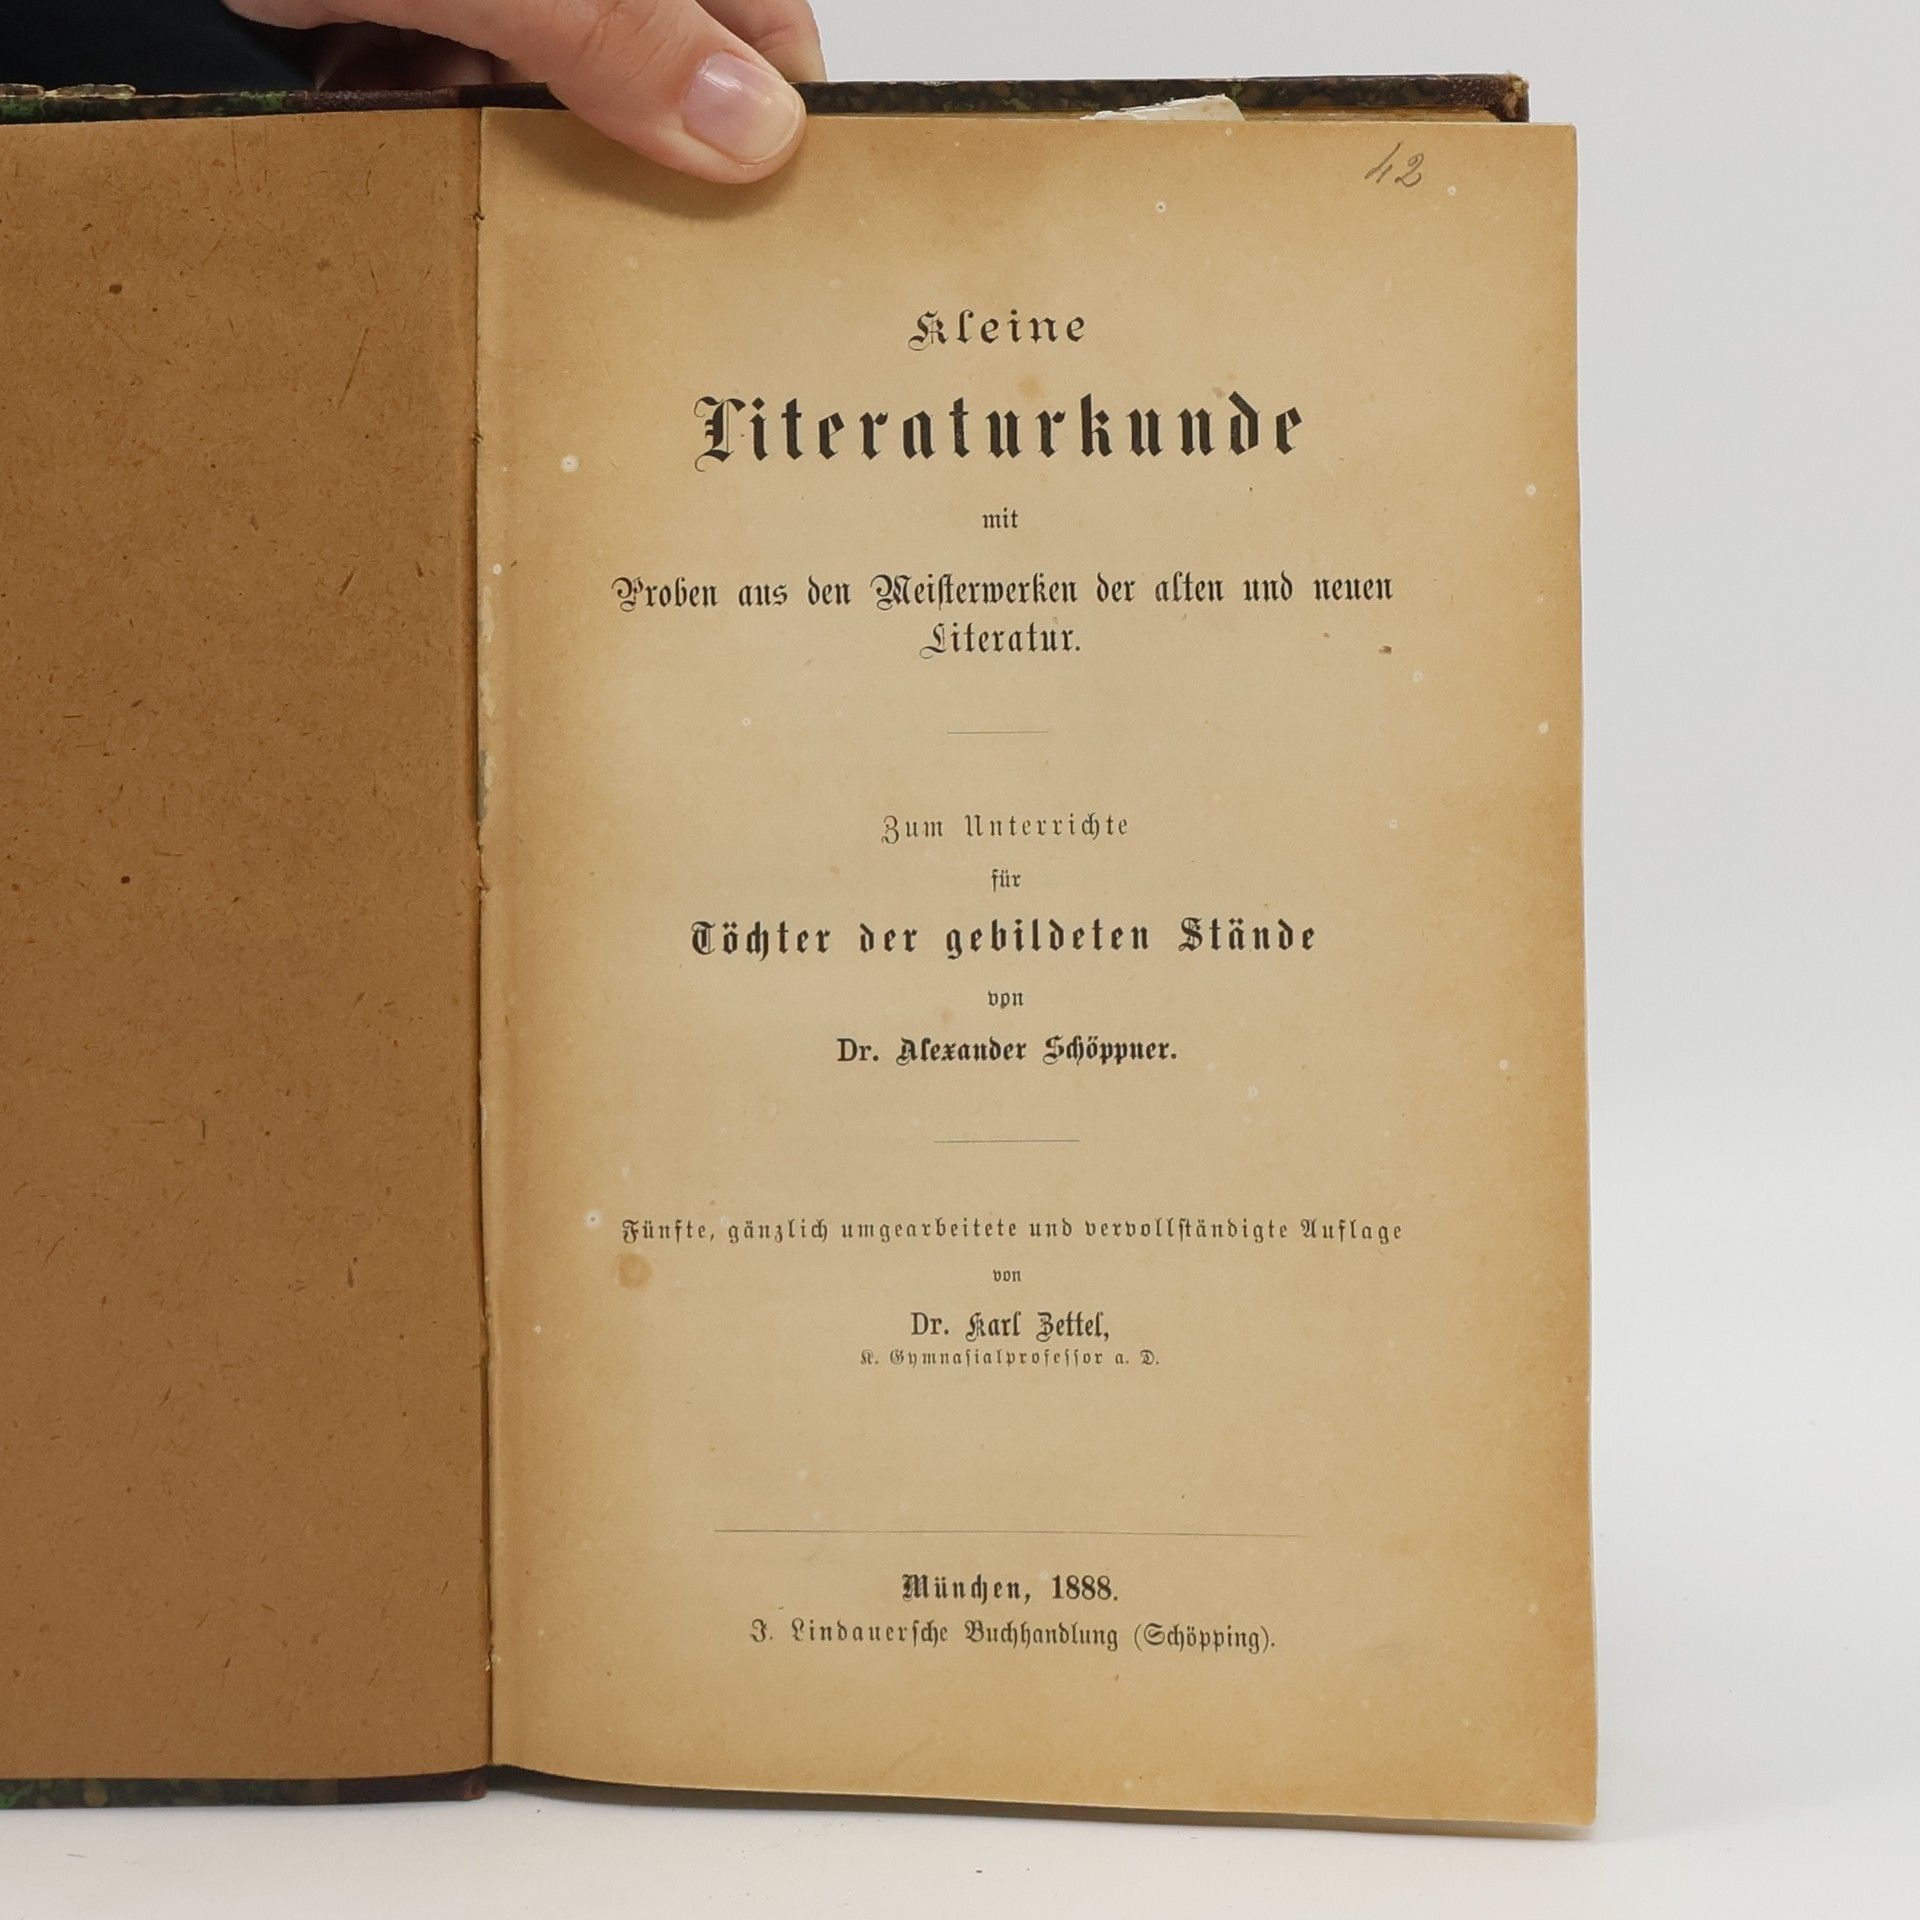 42
Kleine
Literaturkunde
mit
Proben aus den Meiſterwerken der alten und neuen
Literatur.
Zum Unterrichte
für
Töchter der gebildeten Stände
von
Dr. Alexander Schöppner.
Fünfte, gänzlich umgearbeitete und vervollſtändigte Auflage
von
Dr. Karl Zettel,
K. Gymnaſialprofeſſor a. D.
München, 1888.
J. Lindauerſche Buchhandlung (Schöpping).